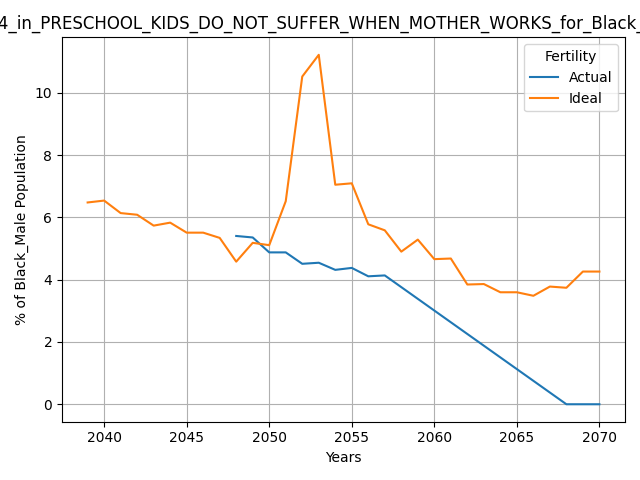 4_in_PRESCHOOL_KIDS_DO_NOT_SUFFER_WHEN_MOTHER_WORKS_for_Black_
Fertility
Actual
Ideal
10
8
6
4
2
0
% of Black_Male Population
2040 2045 2050 2055 2060 2065 2070
Years